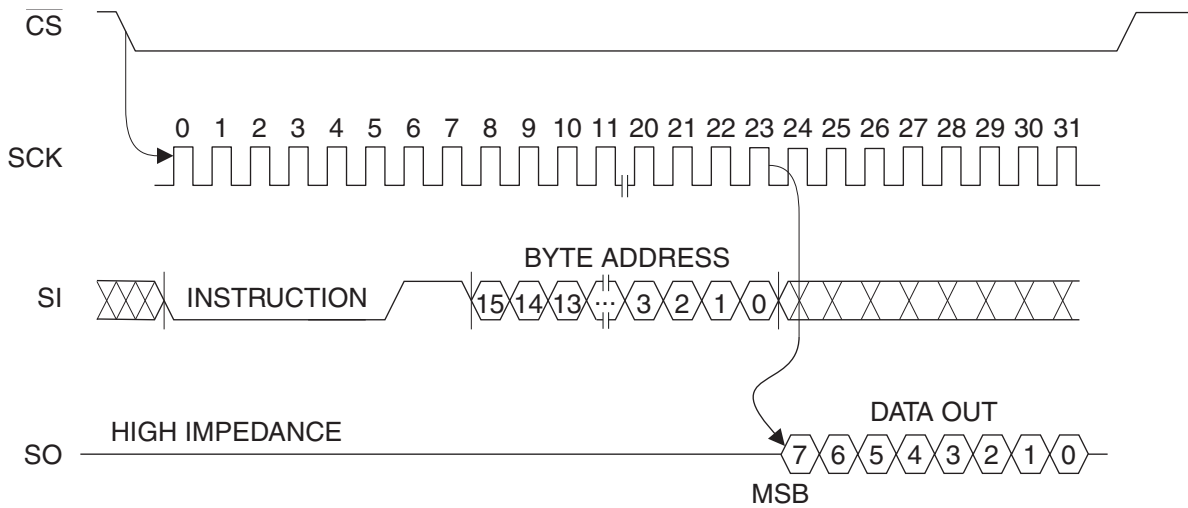 CS
0 1 2 3 4 5 6 7 8 9 10 11 20 21 22 23 24 25 26 27 28 29 30 31
SCK
BYTE ADDRESS
SI INSTRUCTION 15 14 13 ... 3 2 1 0
DATA OUT
HIGH IMPEDANCE
SO 7 6 5 4 3 2 1 0
MSB